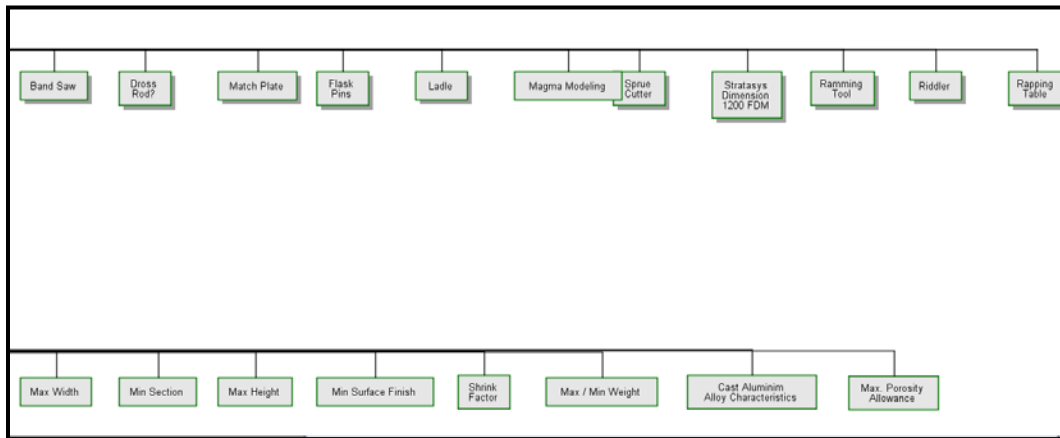 Band Saw
Dross
Rod?
Match Plate
Flask
Pins
Ladle
Magma Modeling
Sprue
Cutter
Stratasys
Dimension
1200 FDM
Ramming
Tool
Riddler
Rapping
Table
Max Width
Min Section
Max Height
Min Surface Finish
Shrink
Factor
Max / Min Weight
Cast Aluminim
Alloy Characteristics
Max. Porosity
Allowance